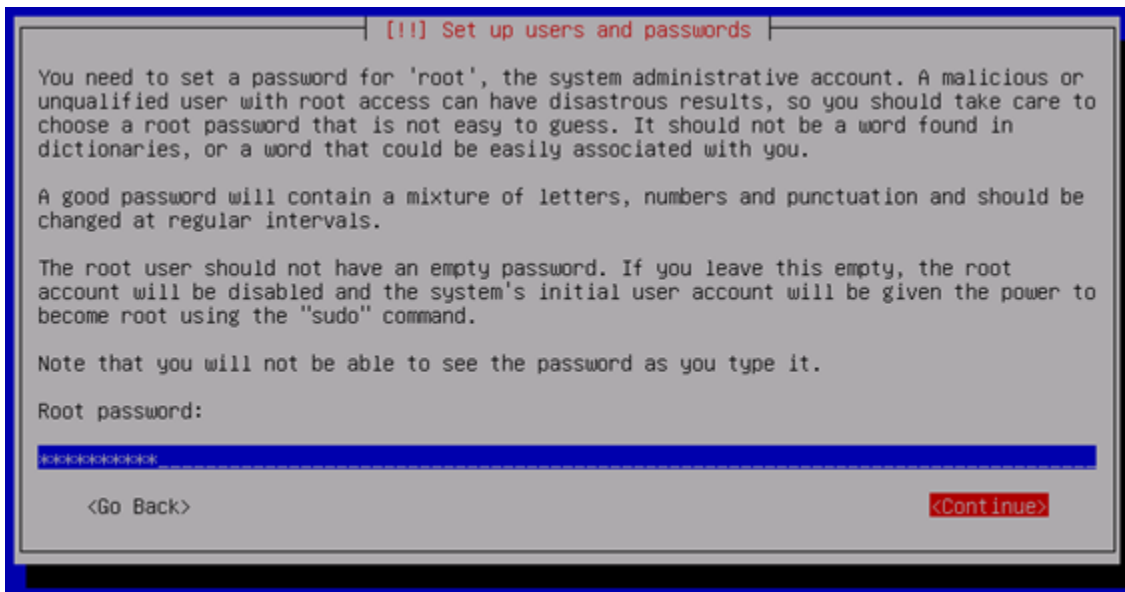 [!!] Set up users and passwords
You need to set a password for 'root', the system administrative account. A malicious or
unqualified user with root access can have disastrous results, so you should take care to
choose a root password that is not easy to guess. It should not be a word found in
dictionaries, or a word that could be easily associated with you.
A good password will contain a mixture of letters, numbers and punctuation and should be
changed at regular intervals.
The root user should not have an empty password. If you leave this empty, the root
account will be disabled and the system's initial user account will be given the power to
become root using the "sudo" command.
Note that you will not be able to see the password as you type it.
Root password:
**********
<Go Back> <Continue>